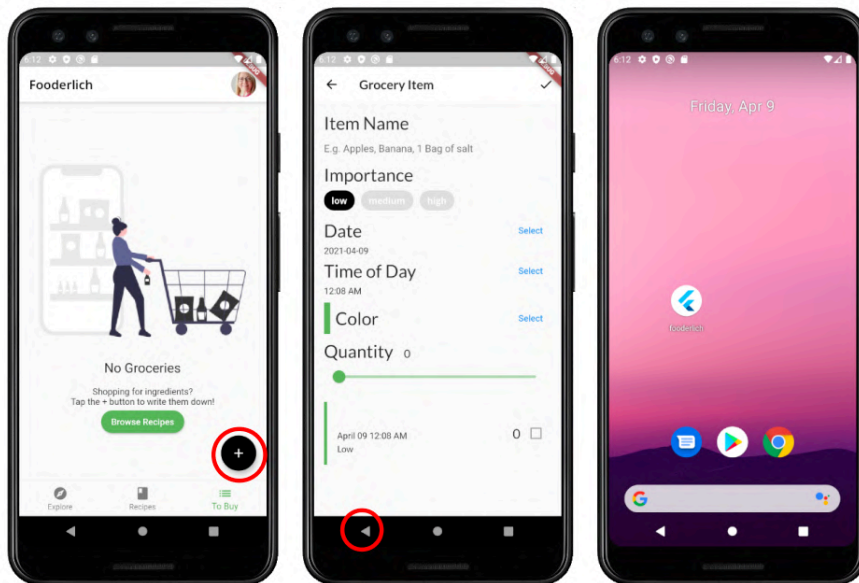 6:12
Fooderlich
No Groceries
Shopping for ingredients?
Tap the + button to write them down!
Browse Recipes
+
Explore
Recipes
To Buy
6:12
Grocery Item
Item Name
E.g. Apples, Banana, 1 Bag of salt
Importance
low medium high
Date Select
2021-04-09
Time of Day Select
12:08 AM
Color Select
Quantity 0
April 09 12:08 AM 0
Low
6:12
Friday, Apr 9
fooderlich
G